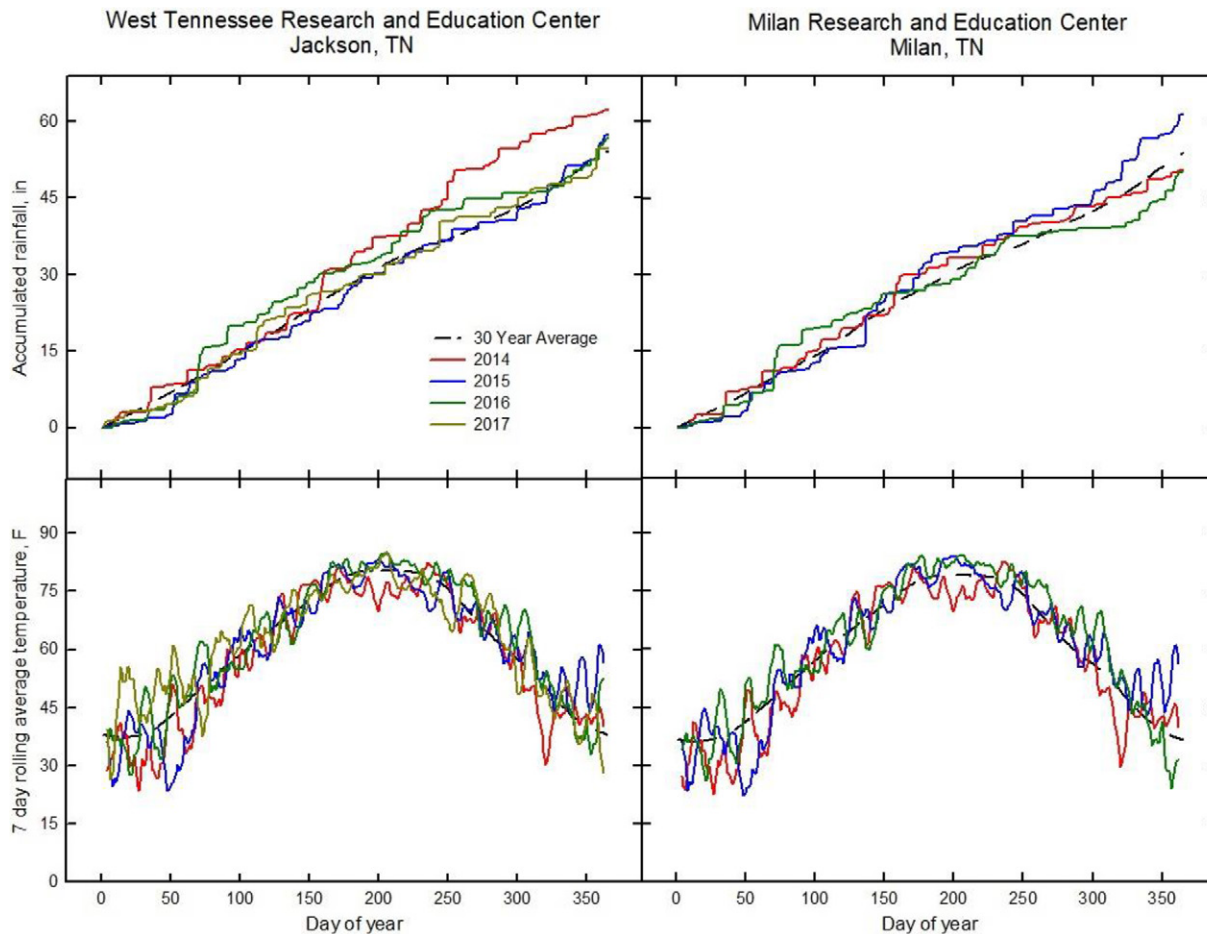 West Tennessee Research and Education Center
Jackson, TN
Milan Research and Education Center
Milan, TN
Accumulated rainfall, in
60
45
30
15
0
30 Year Average
2014
2015
2016
2017
7 day rolling average temperature, F
90
75
60
45
30
15
0
0 50 100 150 200 250 300 350
Day of year
0 50 100 150 200 250 300 350
Day of year